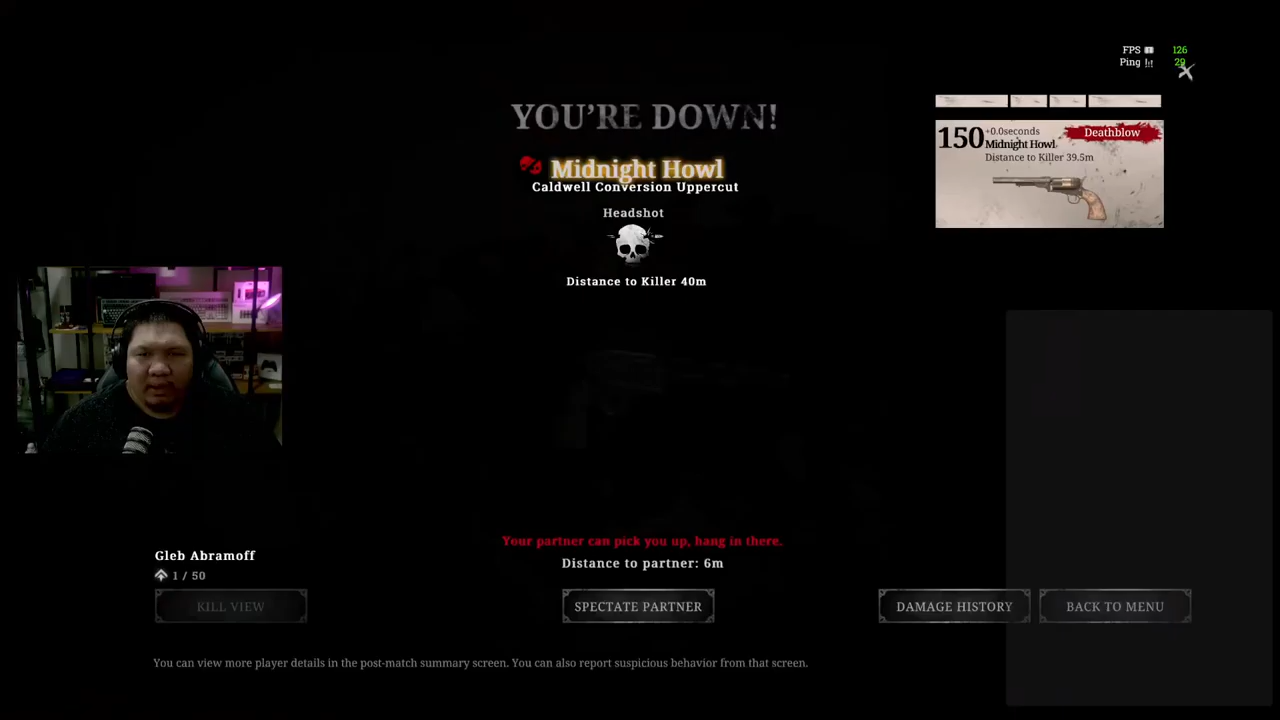 FPS 126
Ping 29
YOU'RE DOWN!
Midnight Howl
Caldwell Conversion Uppercut
Headshot
Distance to Killer 40m
150 +0.0seconds Deathblow
Midnight Howl
Distance to Killer 39.5m
Your partner can pick you up, hang in there.
Distance to partner: 6m
Gleb Abramoff
1 / 50
KILL VIEW
SPECTATE PARTNER
DAMAGE HISTORY
BACK TO MENU
You can view more player details in the post-match summary screen. You can also report suspicious behavior from that screen.